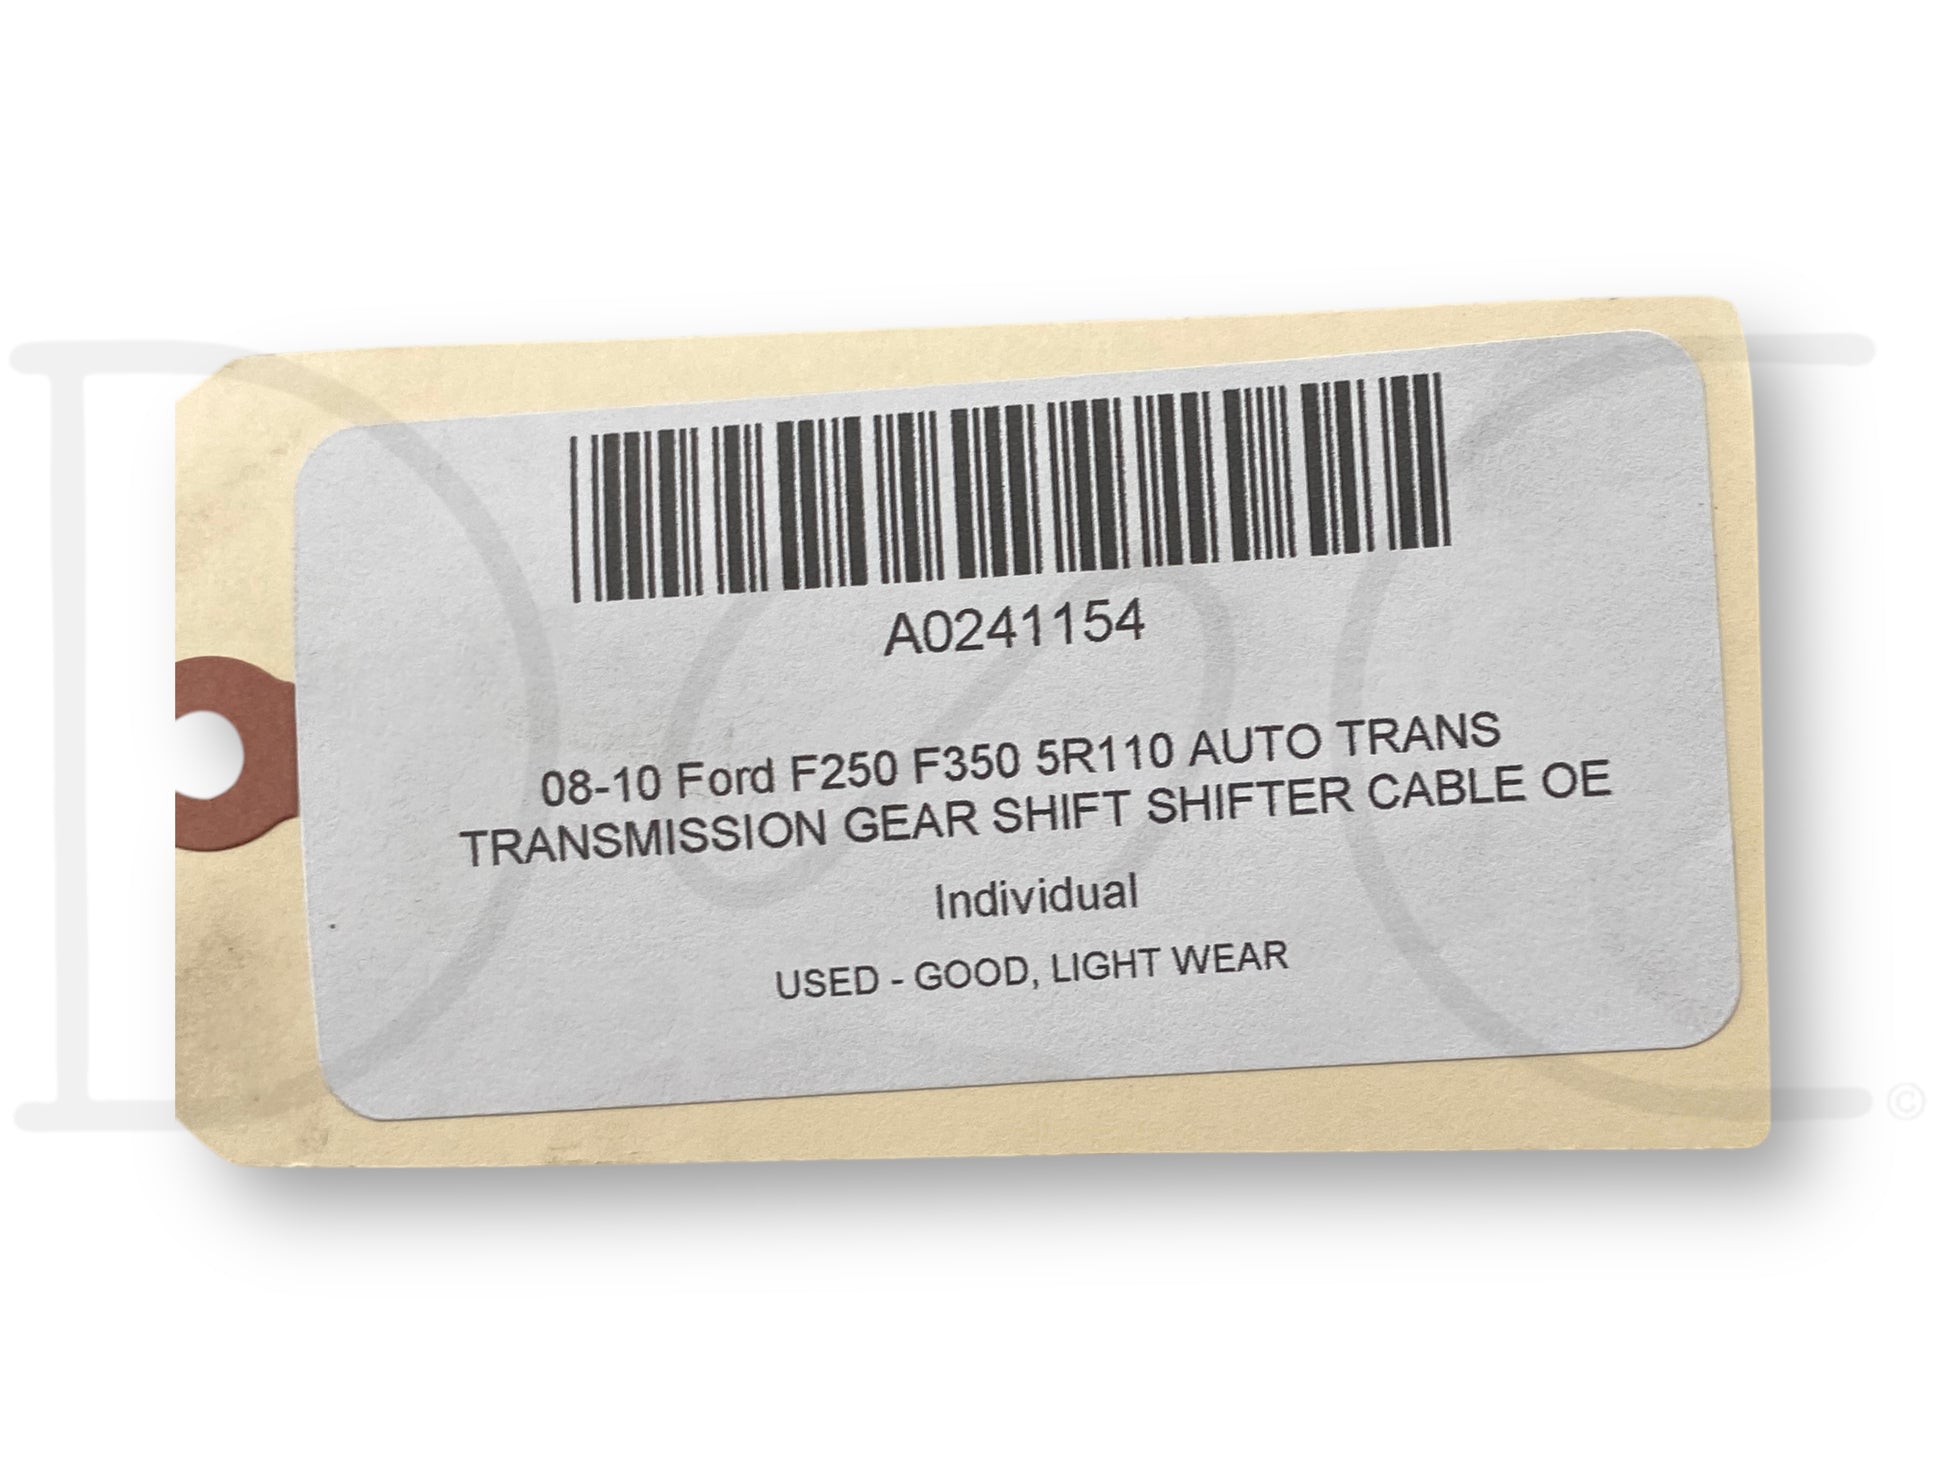 A0241154
08-10 Ford F250 F350 5R110 AUTO TRANS
TRANSMISSION GEAR SHIFT SHIFTER CABLE OE
Individual
USED - GOOD, LIGHT WEAR
©